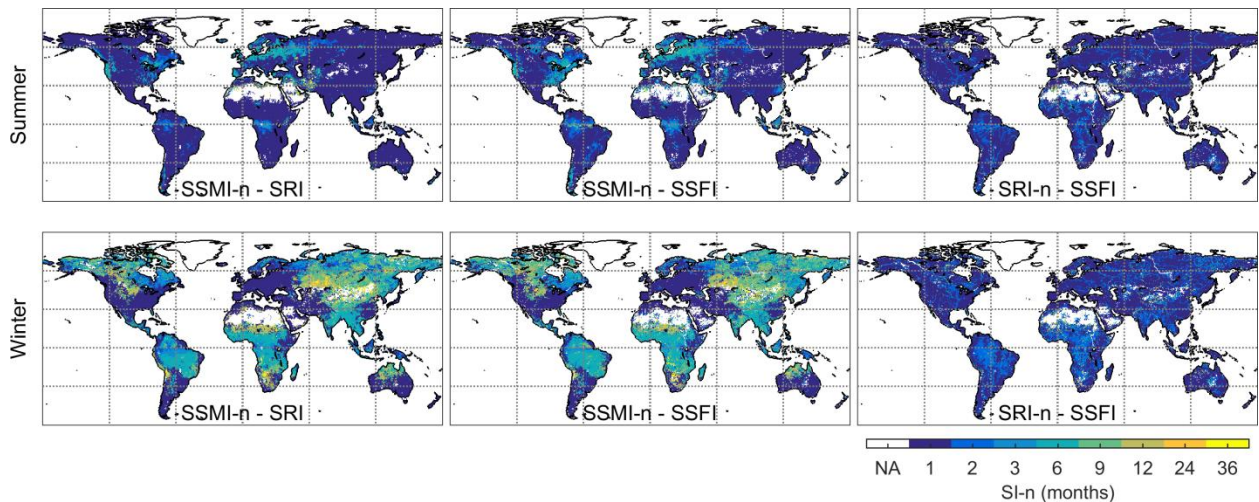 Summer
SSMI-n - SRI
SSMI-n - SSFI
SRI-n - SSFI
Winter
SSMI-n - SRI
SSMI-n - SSFI
SRI-n - SSFI
NA 1 2 3 6 9 12 24 36
SI-n (months)